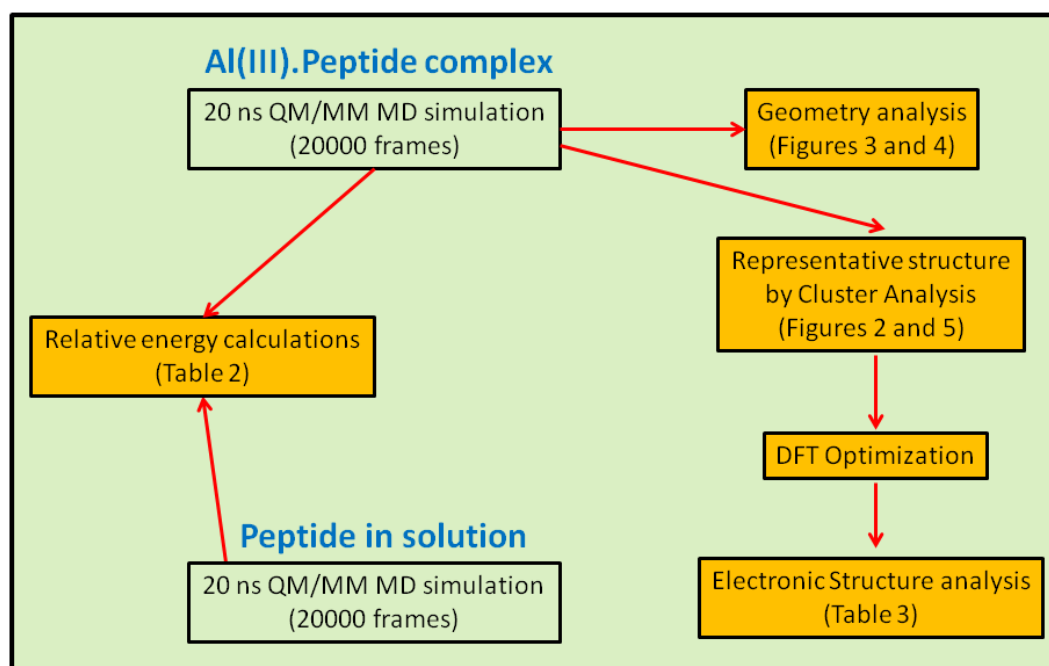 Al(III).Peptide complex
20 ns QM/MM MD simulation
(20000 frames)
Geometry analysis
(Figures 3 and 4)
Representative structure
by Cluster Analysis
(Figures 2 and 5)
Relative energy calculations
(Table 2)
DFT Optimization
Peptide in solution
20 ns QM/MM MD simulation
(20000 frames)
Electronic Structure analysis
(Table 3)